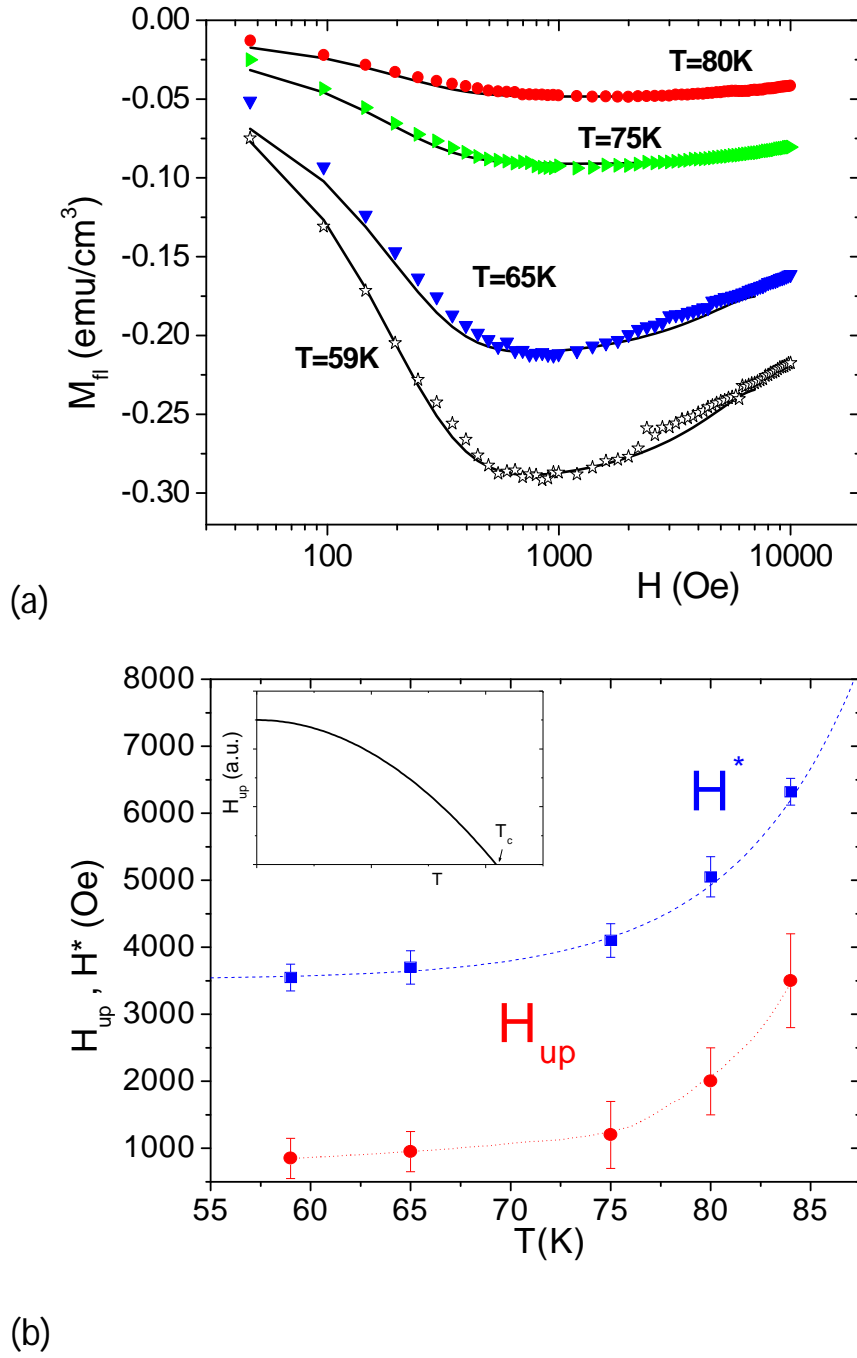 0.00
-0.05
-0.10
-0.15
-0.20
-0.25
-0.30
M_fl (emu/cm^3)
T=80K
T=75K
T=65K
T=59K
100
1000
10000
H (Oe)
(a)
8000
7000
6000
5000
4000
3000
2000
1000
H_up , H* (Oe)
H_up (a.u.)
T_c
T
H*
H_up
55
60
65
70
75
80
85
T(K)
(b)